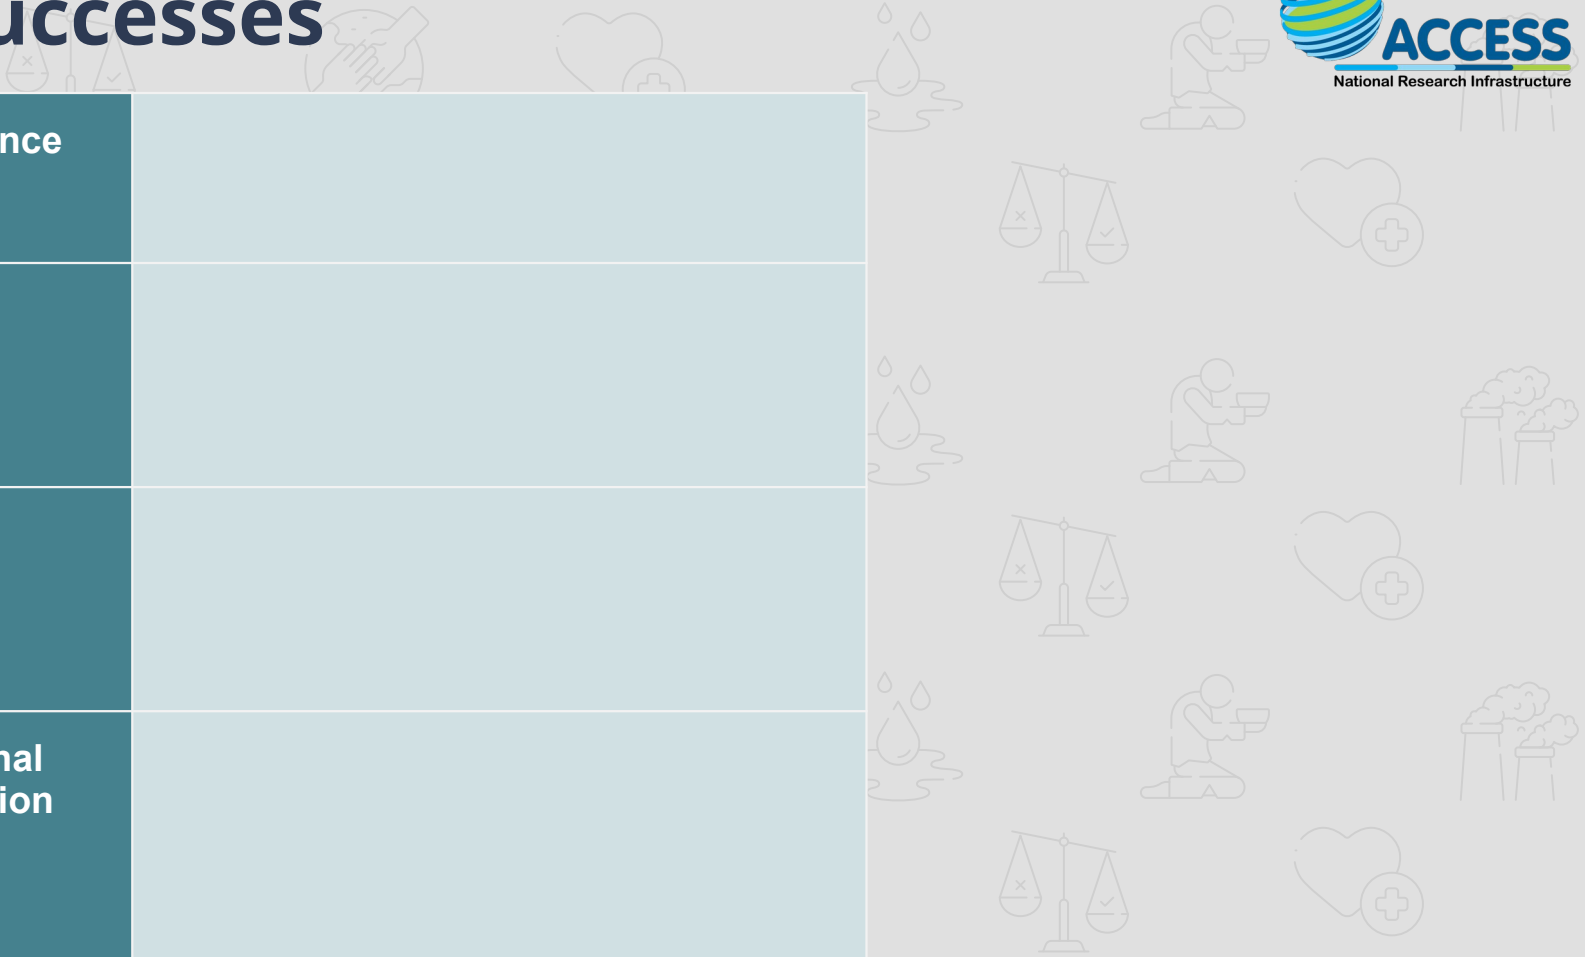 uccesses
ACCESS
National Research Infrastructure
nce
nal
ion